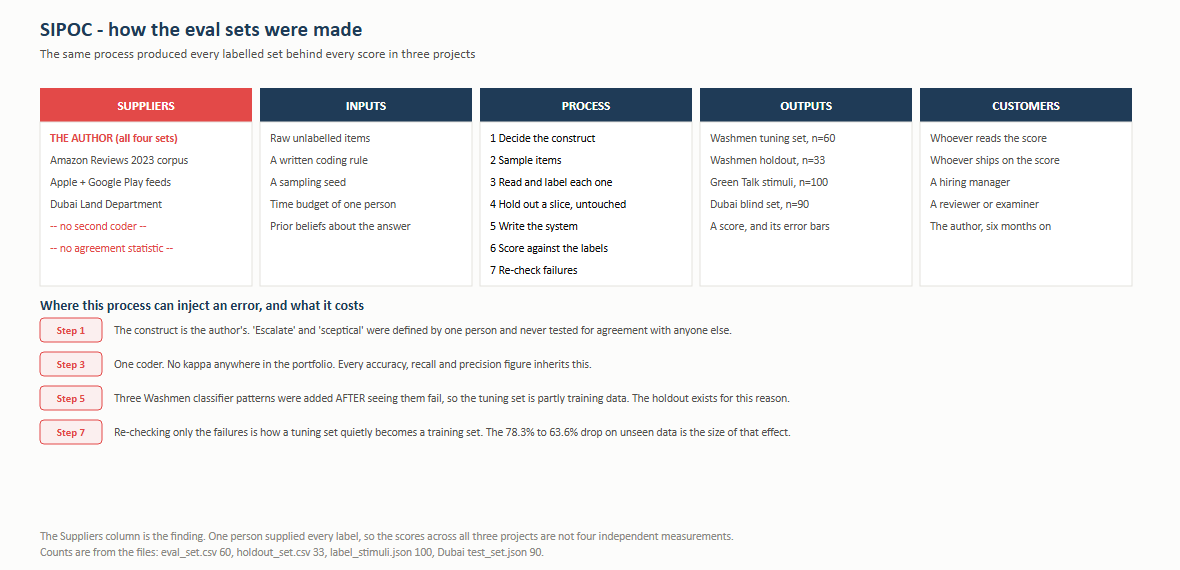 SIPOC - how the eval sets were made
The same process produced every labelled set behind every score in three projects
SUPPLIERS
THE AUTHOR (all four sets)
Amazon Reviews 2023 corpus
Apple + Google Play feeds
Dubai Land Department
-- no second coder --
-- no agreement statistic --
INPUTS
Raw unlabelled items
A written coding rule
A sampling seed
Time budget of one person
Prior beliefs about the answer
PROCESS
1 Decide the construct
2 Sample items
3 Read and label each one
4 Hold out a slice, untouched
5 Write the system
6 Score against the labels
7 Re-check failures
OUTPUTS
Washmen tuning set, n=60
Washmen holdout, n=33
Green Talk stimuli, n=100
Dubai blind set, n=90
A score, and its error bars
CUSTOMERS
Whoever reads the score
Whoever ships on the score
A hiring manager
A reviewer or examiner
The author, six months on
Where this process can inject an error, and what it costs
Step 1 The construct is the author's. 'Escalate' and 'sceptical' were defined by one person and never tested for agreement with anyone else.
Step 3 One coder. No kappa anywhere in the portfolio. Every accuracy, recall and precision figure inherits this.
Step 5 Three Washmen classifier patterns were added AFTER seeing them fail, so the tuning set is partly training data. The holdout exists for this reason.
Step 7 Re-checking only the failures is how a tuning set quietly becomes a training set. The 78.3% to 63.6% drop on unseen data is the size of that effect.
The Suppliers column is the finding. One person supplied every label, so the scores across all three projects are not four independent measurements.
Counts are from the files: eval_set.csv 60, holdout_set.csv 33, label_stimuli.json 100, Dubai test_set.json 90.